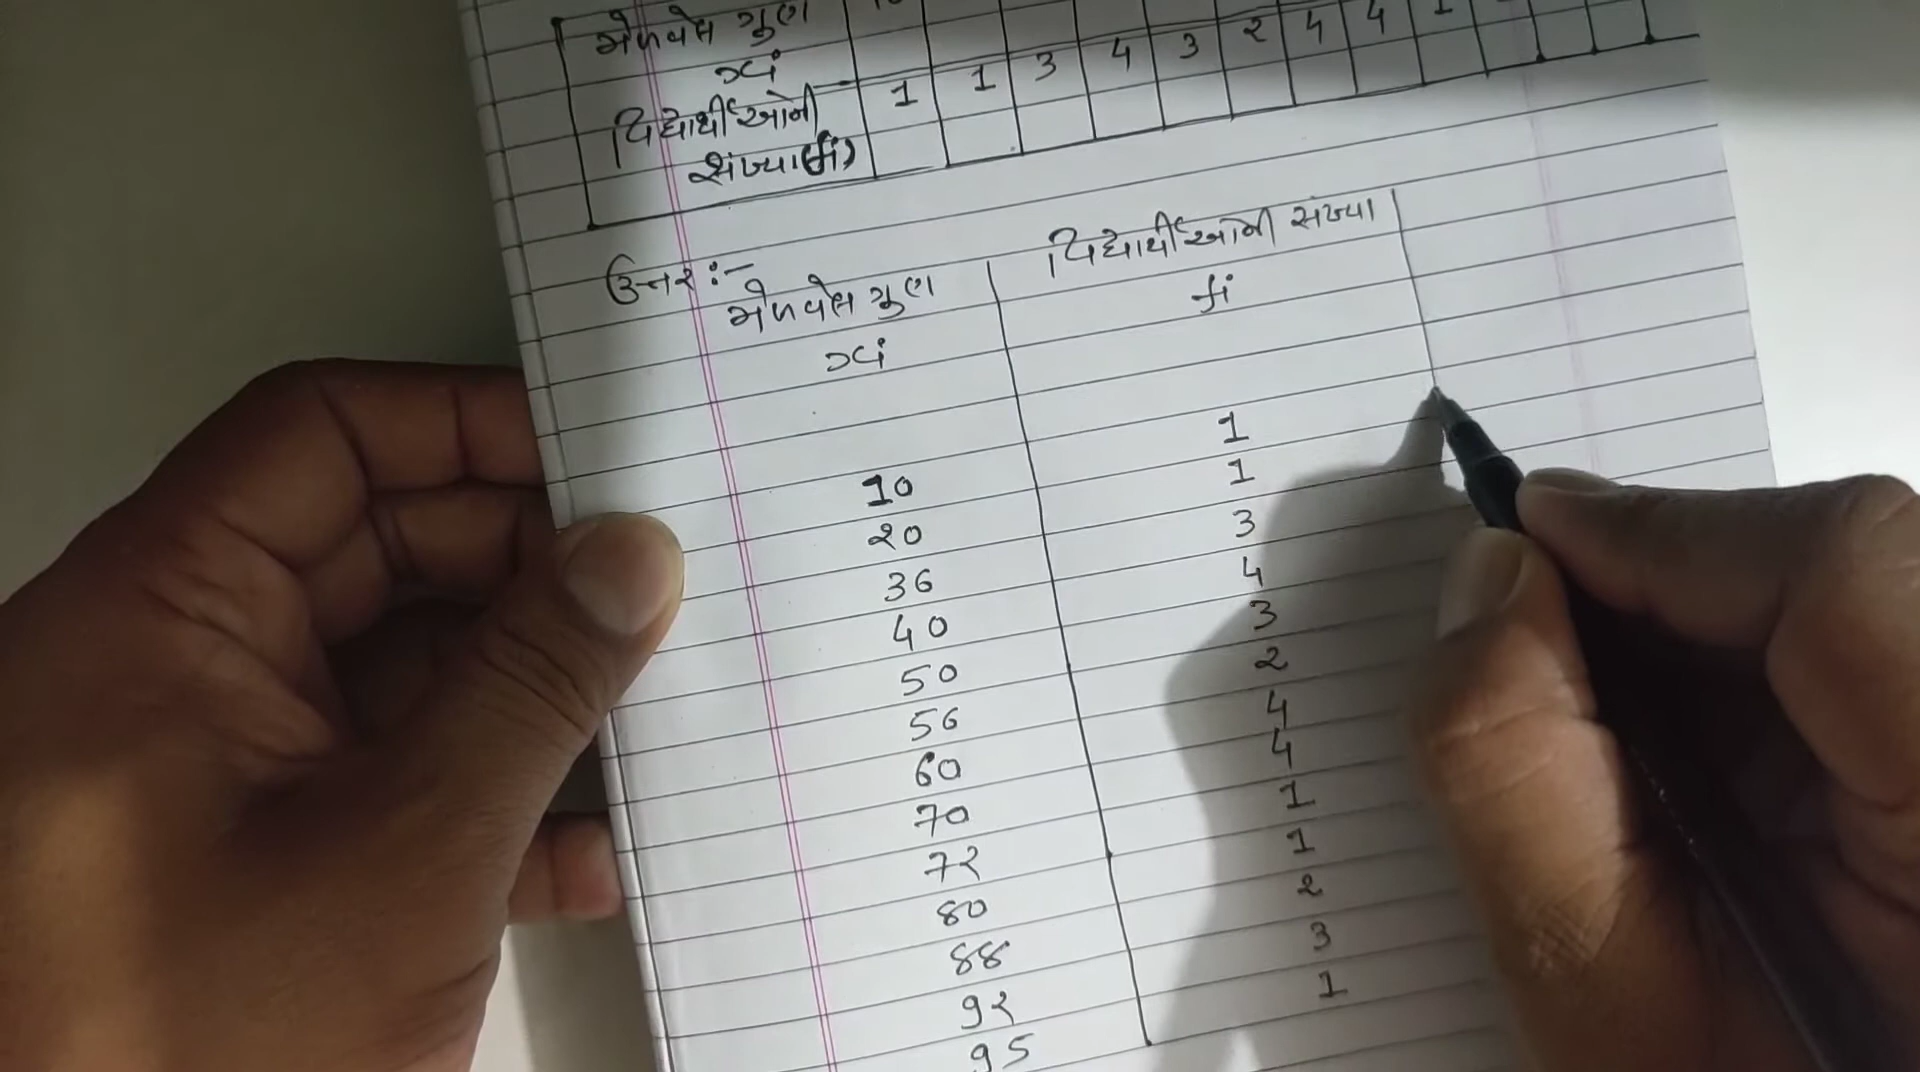 મેળવેલ ગુણ
xi
1 1 3 4 3 2 4 4 1
વિદ્યાર્થીઓની
સંખ્યા(fi)
ઉત્તર :-
મેળવેલ ગુણ વિદ્યાર્થીઓની સંખ્યા
xi fi
10 1
20 1
36 3
40 4
50 3
56 2
60 4
70 4
72 1
80 1
88 2
92 3
95 1